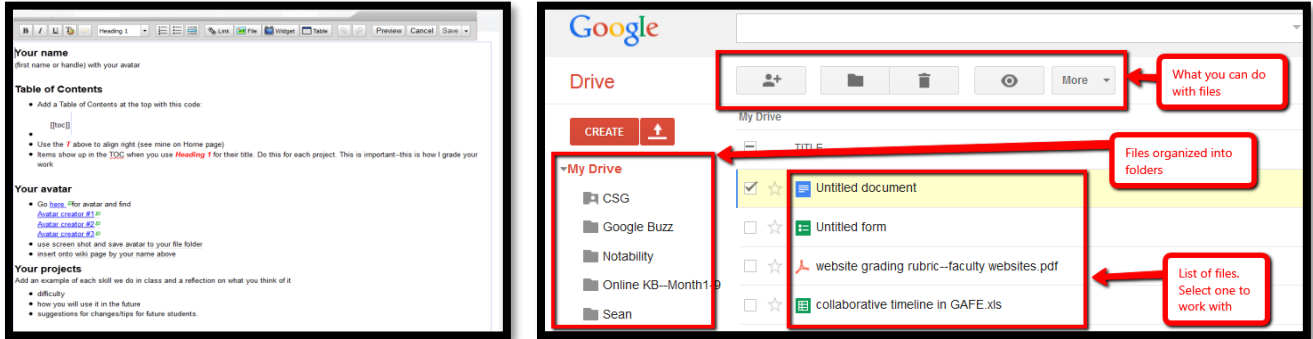 B I U T Heading 1 Link File Widget Table Preview Cancel Save
Your name
(first name or handle) with your avatar
Table of Contents
Add a Table of Contents at the top with this code:
[[toc]]
Use the T above to align right (see mine on Home page)
Items show up in the TOC when you use Heading 1 for their title. Do this for each project. This is important--this is how I grade your
work
Your avatar
Go here for avatar and find
Avatar creator #1
Avatar creator #2
Avatar creator #3
use screen shot and save avatar to your file folder
insert onto wiki page by your name above
Your projects
Add an example of each skill we do in class and a reflection on what you think of it
difficulty
how you will use it in the future
suggestions for changes/tips for future students.
Google
Drive
More
What you can do
with files
CREATE
My Drive
TITLE
Files organized into
folders
My Drive
CSG
Google Buzz
Notability
Online KB--Month1-9
Sean
Untitled document
Untitled form
website grading rubric--faculty websites.pdf
collaborative timeline in GAFE.xls
List of files.
Select one to
work with